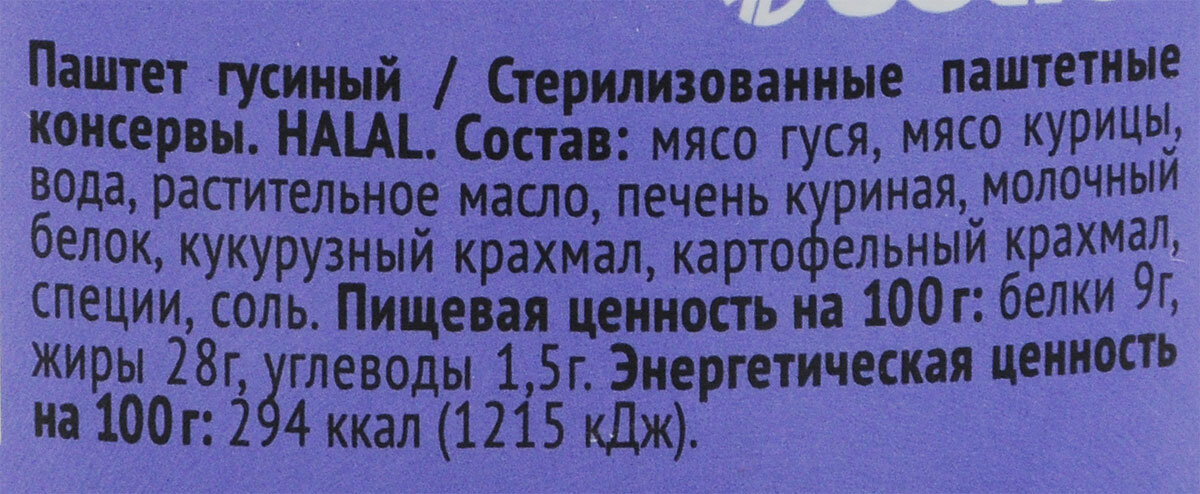 Паштет гусиный / Стерилизованные паштетные
консервы. HALAL. Состав: мясо гуся, мясо курицы,
вода, растительное масло, печень куриная, молочный
белок, кукурузный крахмал, картофельный крахмал,
специи, соль. Пищевая ценность на 100 г: белки 9г,
жиры 28г, углеводы 1,5г. Энергетическая ценность
на 100 г: 294 ккал (1215 кДж).